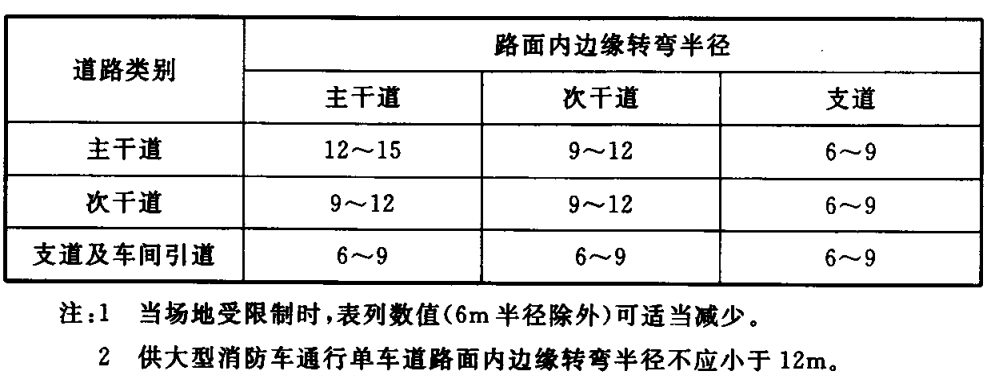 道路类别 路面内边缘转弯半径
主干道 次干道 支道
主干道 12～15 9～12 6～9
次干道 9～12 9～12 6～9
支道及车间引道 6～9 6～9 6～9
注:1 当场地受限制时,表列数值(6m半径除外)可适当减少。
2 供大型消防车通行单车道路面内边缘转弯半径不应小于12m。